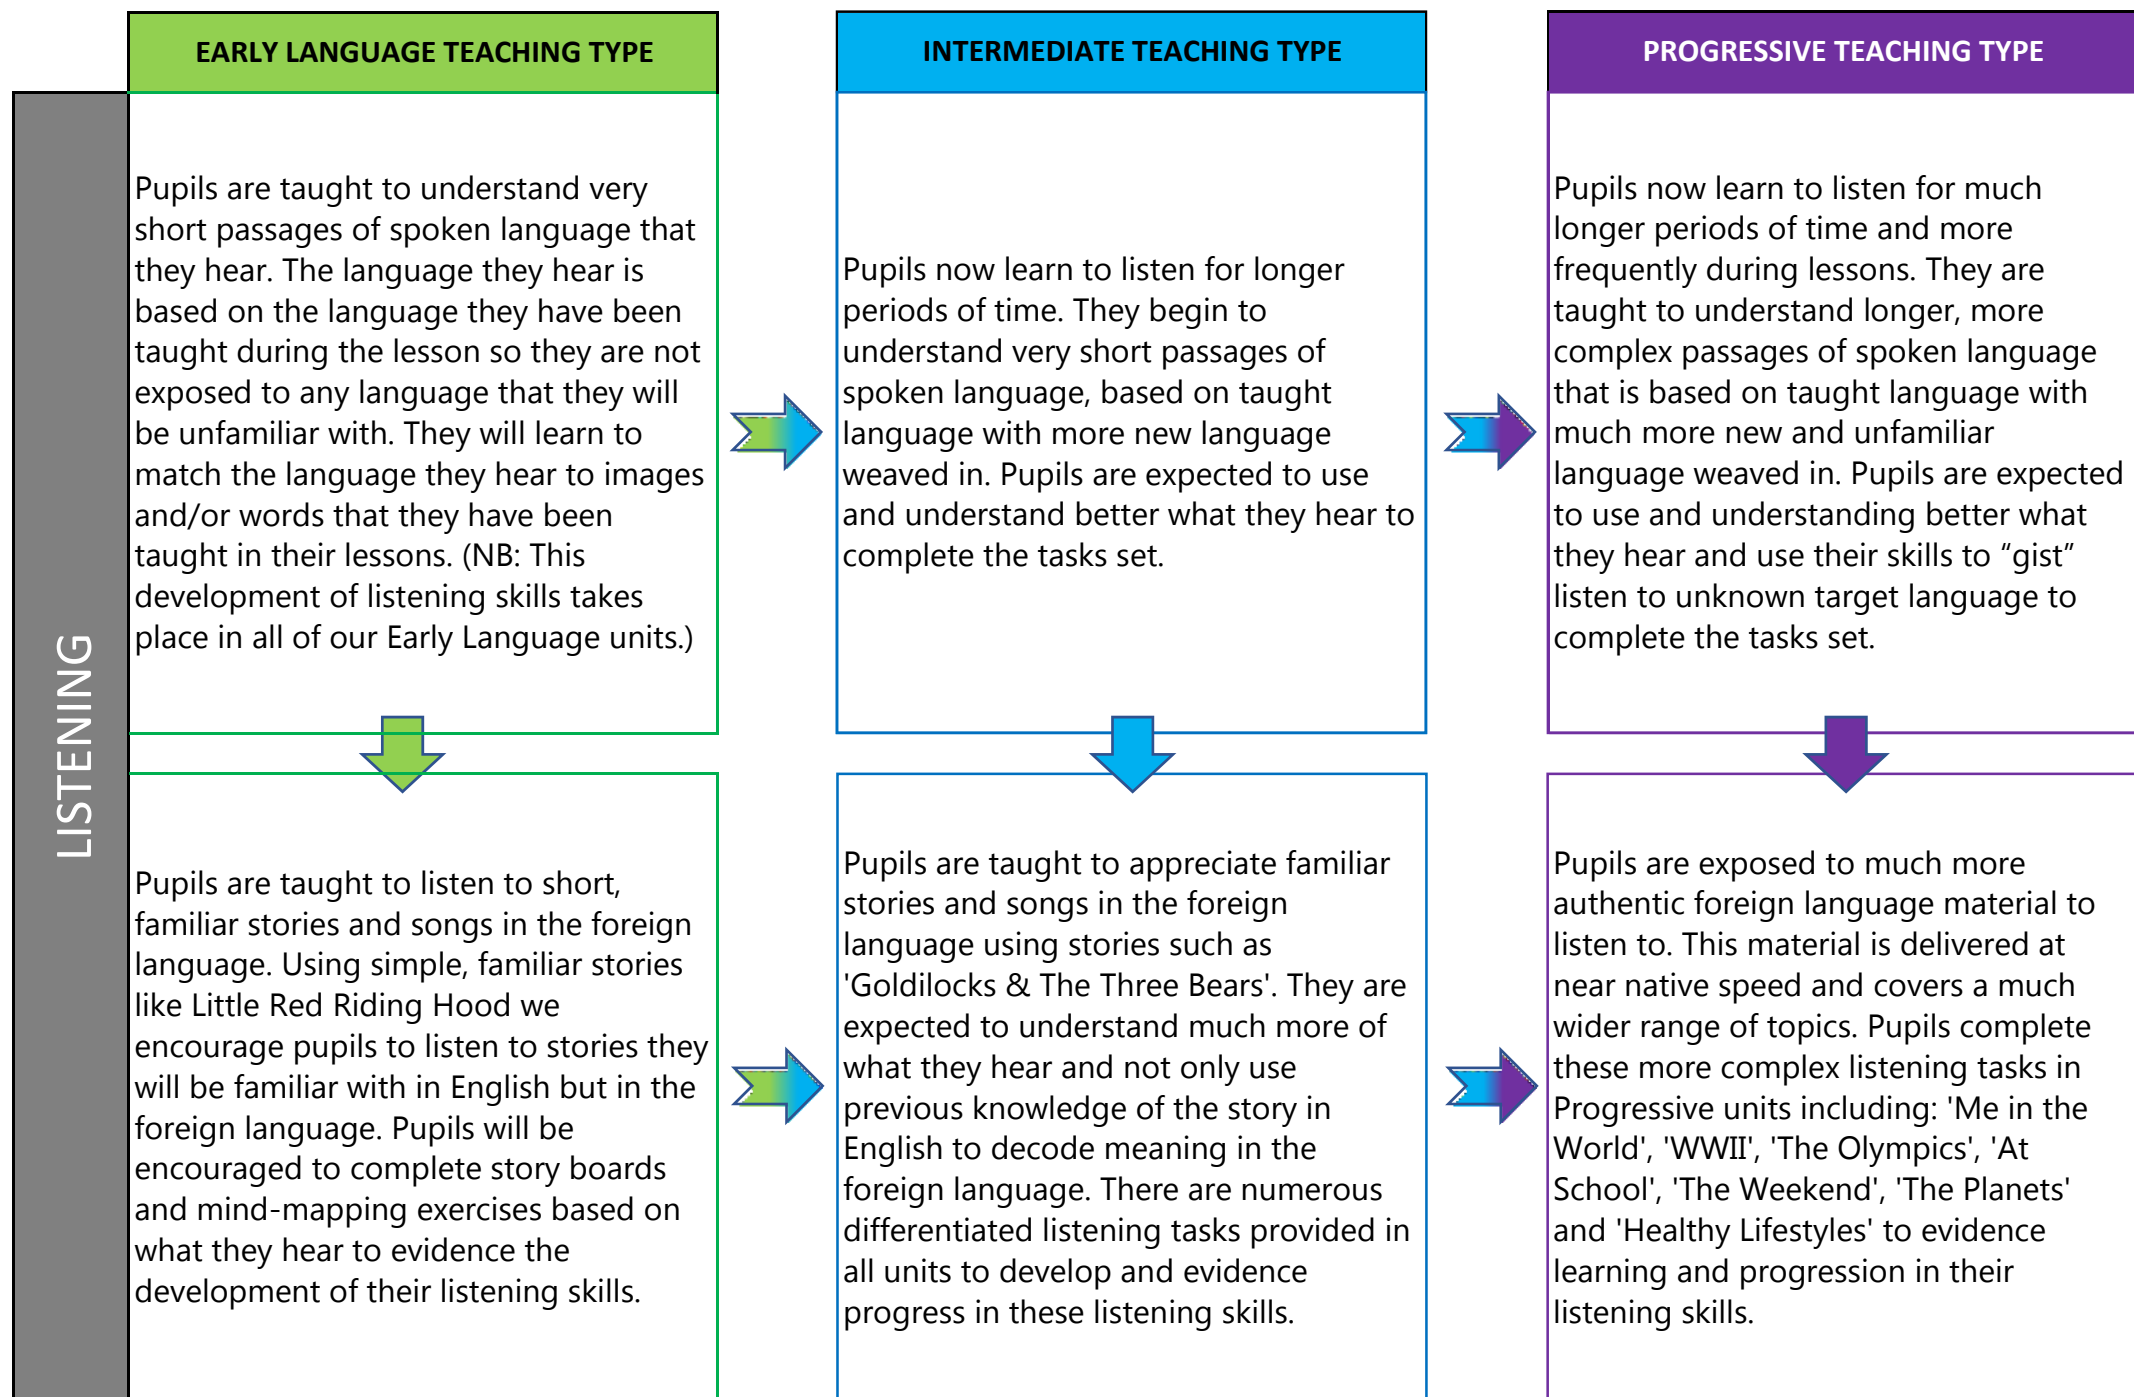 EARLY LANGUAGE TEACHING TYPE
INTERMEDIATE TEACHING TYPE
PROGRESSIVE TEACHING TYPE
LISTENING
Pupils are taught to understand very
short passages of spoken language that
they hear. The language they hear is
based on the language they have been
taught during the lesson so they are not
exposed to any language that they will
be unfamiliar with. They will learn to
match the language they hear to images
and/or words that they have been
taught in their lessons. (NB: This
development of listening skills takes
place in all of our Early Language units.)
Pupils now learn to listen for longer
periods of time. They begin to
understand very short passages of
spoken language, based on taught
language with more new language
weaved in. Pupils are expected to use
and understand better what they hear to
complete the tasks set.
Pupils now learn to listen for much
longer periods of time and more
frequently during lessons. They are
taught to understand longer, more
complex passages of spoken language
that is based on taught language with
much more new and unfamiliar
language weaved in. Pupils are expected
to use and understanding better what
they hear and use their skills to “gist”
listen to unknown target language to
complete the tasks set.
Pupils are taught to listen to short,
familiar stories and songs in the foreign
language. Using simple, familiar stories
like Little Red Riding Hood we
encourage pupils to listen to stories they
will be familiar with in English but in the
foreign language. Pupils will be
encouraged to complete story boards
and mind-mapping exercises based on
what they hear to evidence the
development of their listening skills.
Pupils are taught to appreciate familiar
stories and songs in the foreign
language using stories such as
'Goldilocks & The Three Bears'. They are
expected to understand much more of
what they hear and not only use
previous knowledge of the story in
English to decode meaning in the
foreign language. There are numerous
differentiated listening tasks provided in
all units to develop and evidence
progress in these listening skills.
Pupils are exposed to much more
authentic foreign language material to
listen to. This material is delivered at
near native speed and covers a much
wider range of topics. Pupils complete
these more complex listening tasks in
Progressive units including: 'Me in the
World', 'WWII', 'The Olympics', 'At
School', 'The Weekend', 'The Planets'
and 'Healthy Lifestyles' to evidence
learning and progression in their
listening skills.